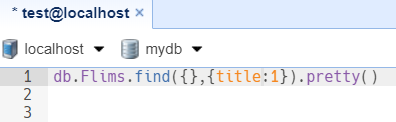 * test@localhost ×
localhost ▼ mydb ▼
1 db.Flims.find({},{title:1}).pretty()
2
3